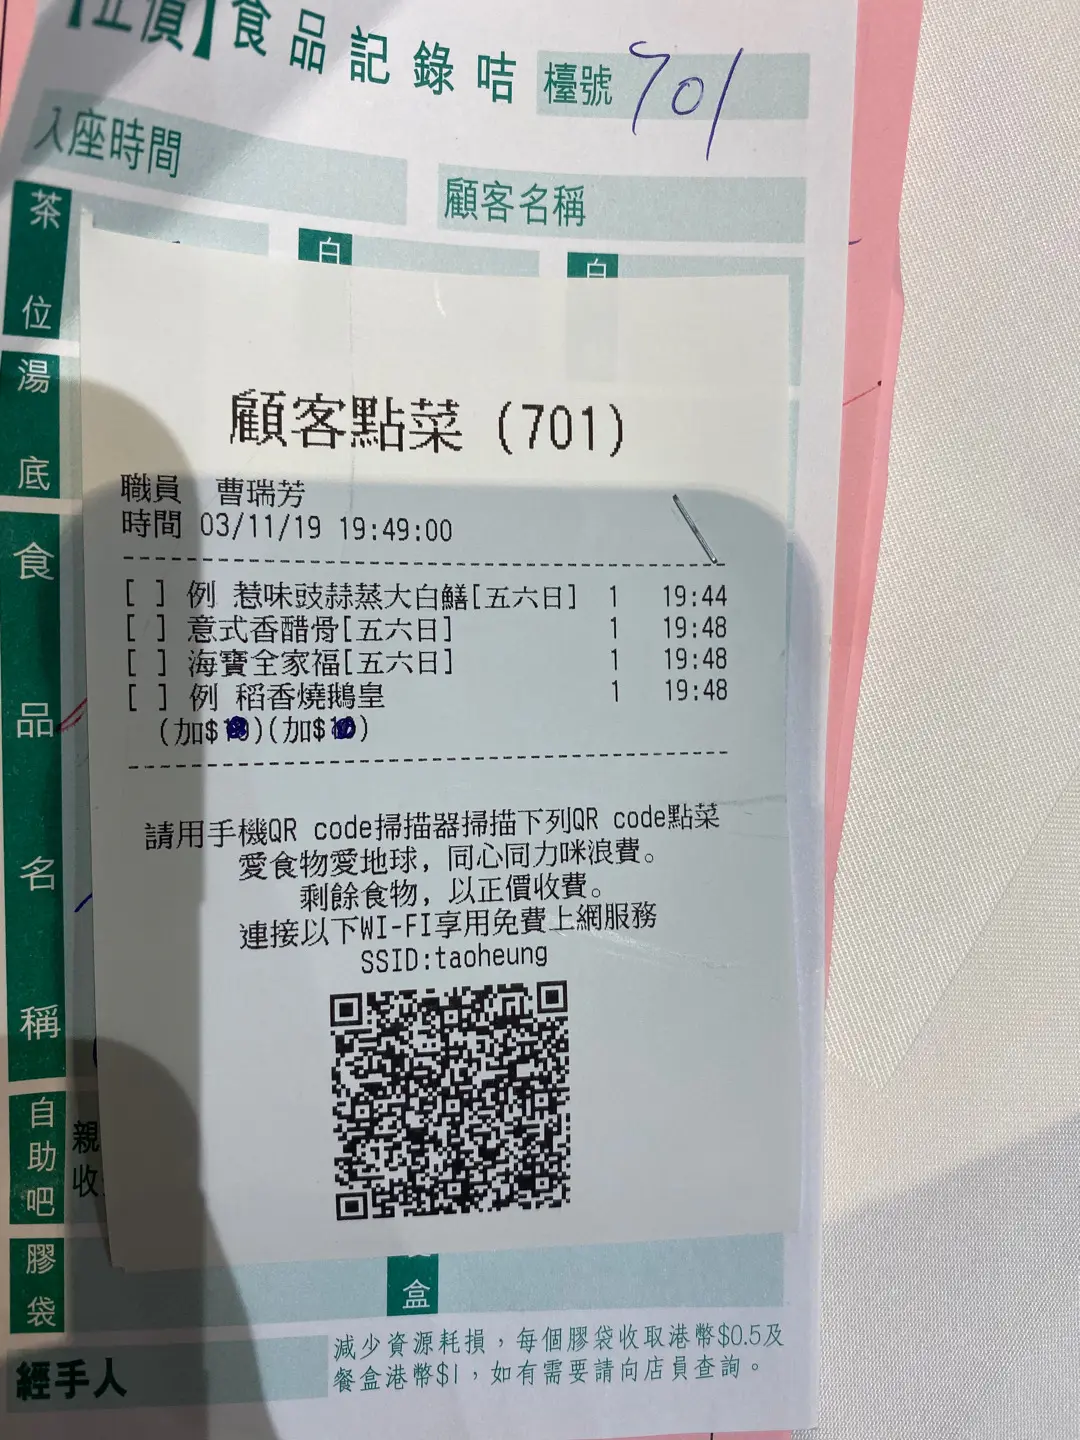 【正價】食品記錄咭
檯號 701
入座時間
顧客名稱
茶位
白
白
湯底
食品名稱
顧客點菜 (701)
職員 曹瑞芳
時間 03/11/19 19:49:00
[ ] 例 惹味豉蒜蒸大白鱔[五六日] 1 19:44
[ ] 意式香醋骨[五六日] 1 19:48
[ ] 海寶全家福[五六日] 1 19:48
[ ] 例 稻香燒鵝皇 1 19:48
(加$)(加$)
請用手機QR code掃描器掃描下列QR code點菜
愛食物愛地球, 同心同力咪浪費。
剩餘食物, 以正價收費。
連接以下WI-FI享用免費上網服務
SSID:taoheung
自助吧
親
收
膠袋
盒
減少資源耗損，每個膠袋收取港幣$0.5及
餐盒港幣$1，如有需要請向店員查詢。
經手人